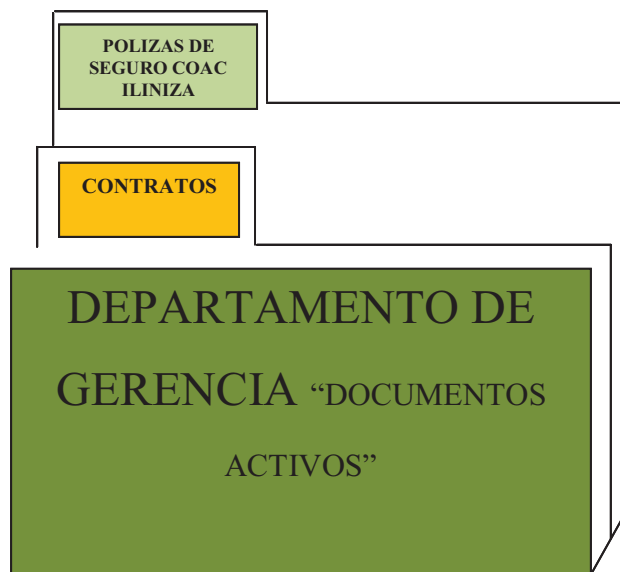 POLIZAS DE
SEGURO COAC
ILINIZA
CONTRATOS
DEPARTAMENTO DE
GERENCIA “DOCUMENTOS
ACTIVOS”